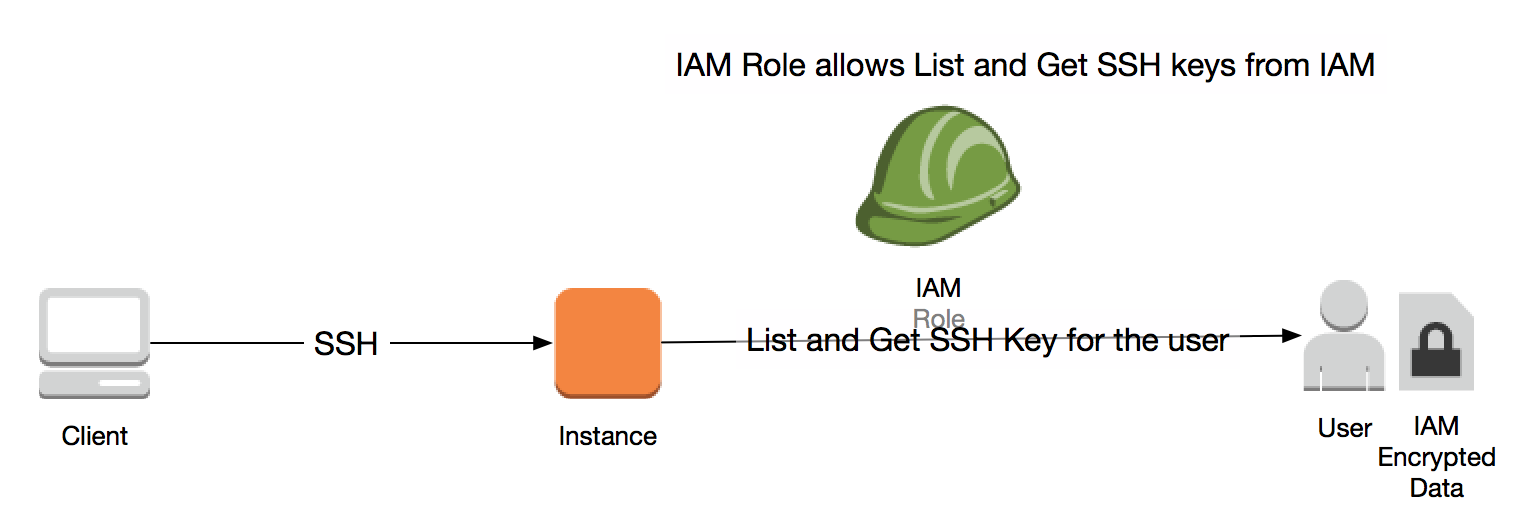 IAM Role allows List and Get SSH keys from IAM
IAM
Role
SSH
List and Get SSH Key for the user
Client
Instance
User
IAM
Encrypted
Data